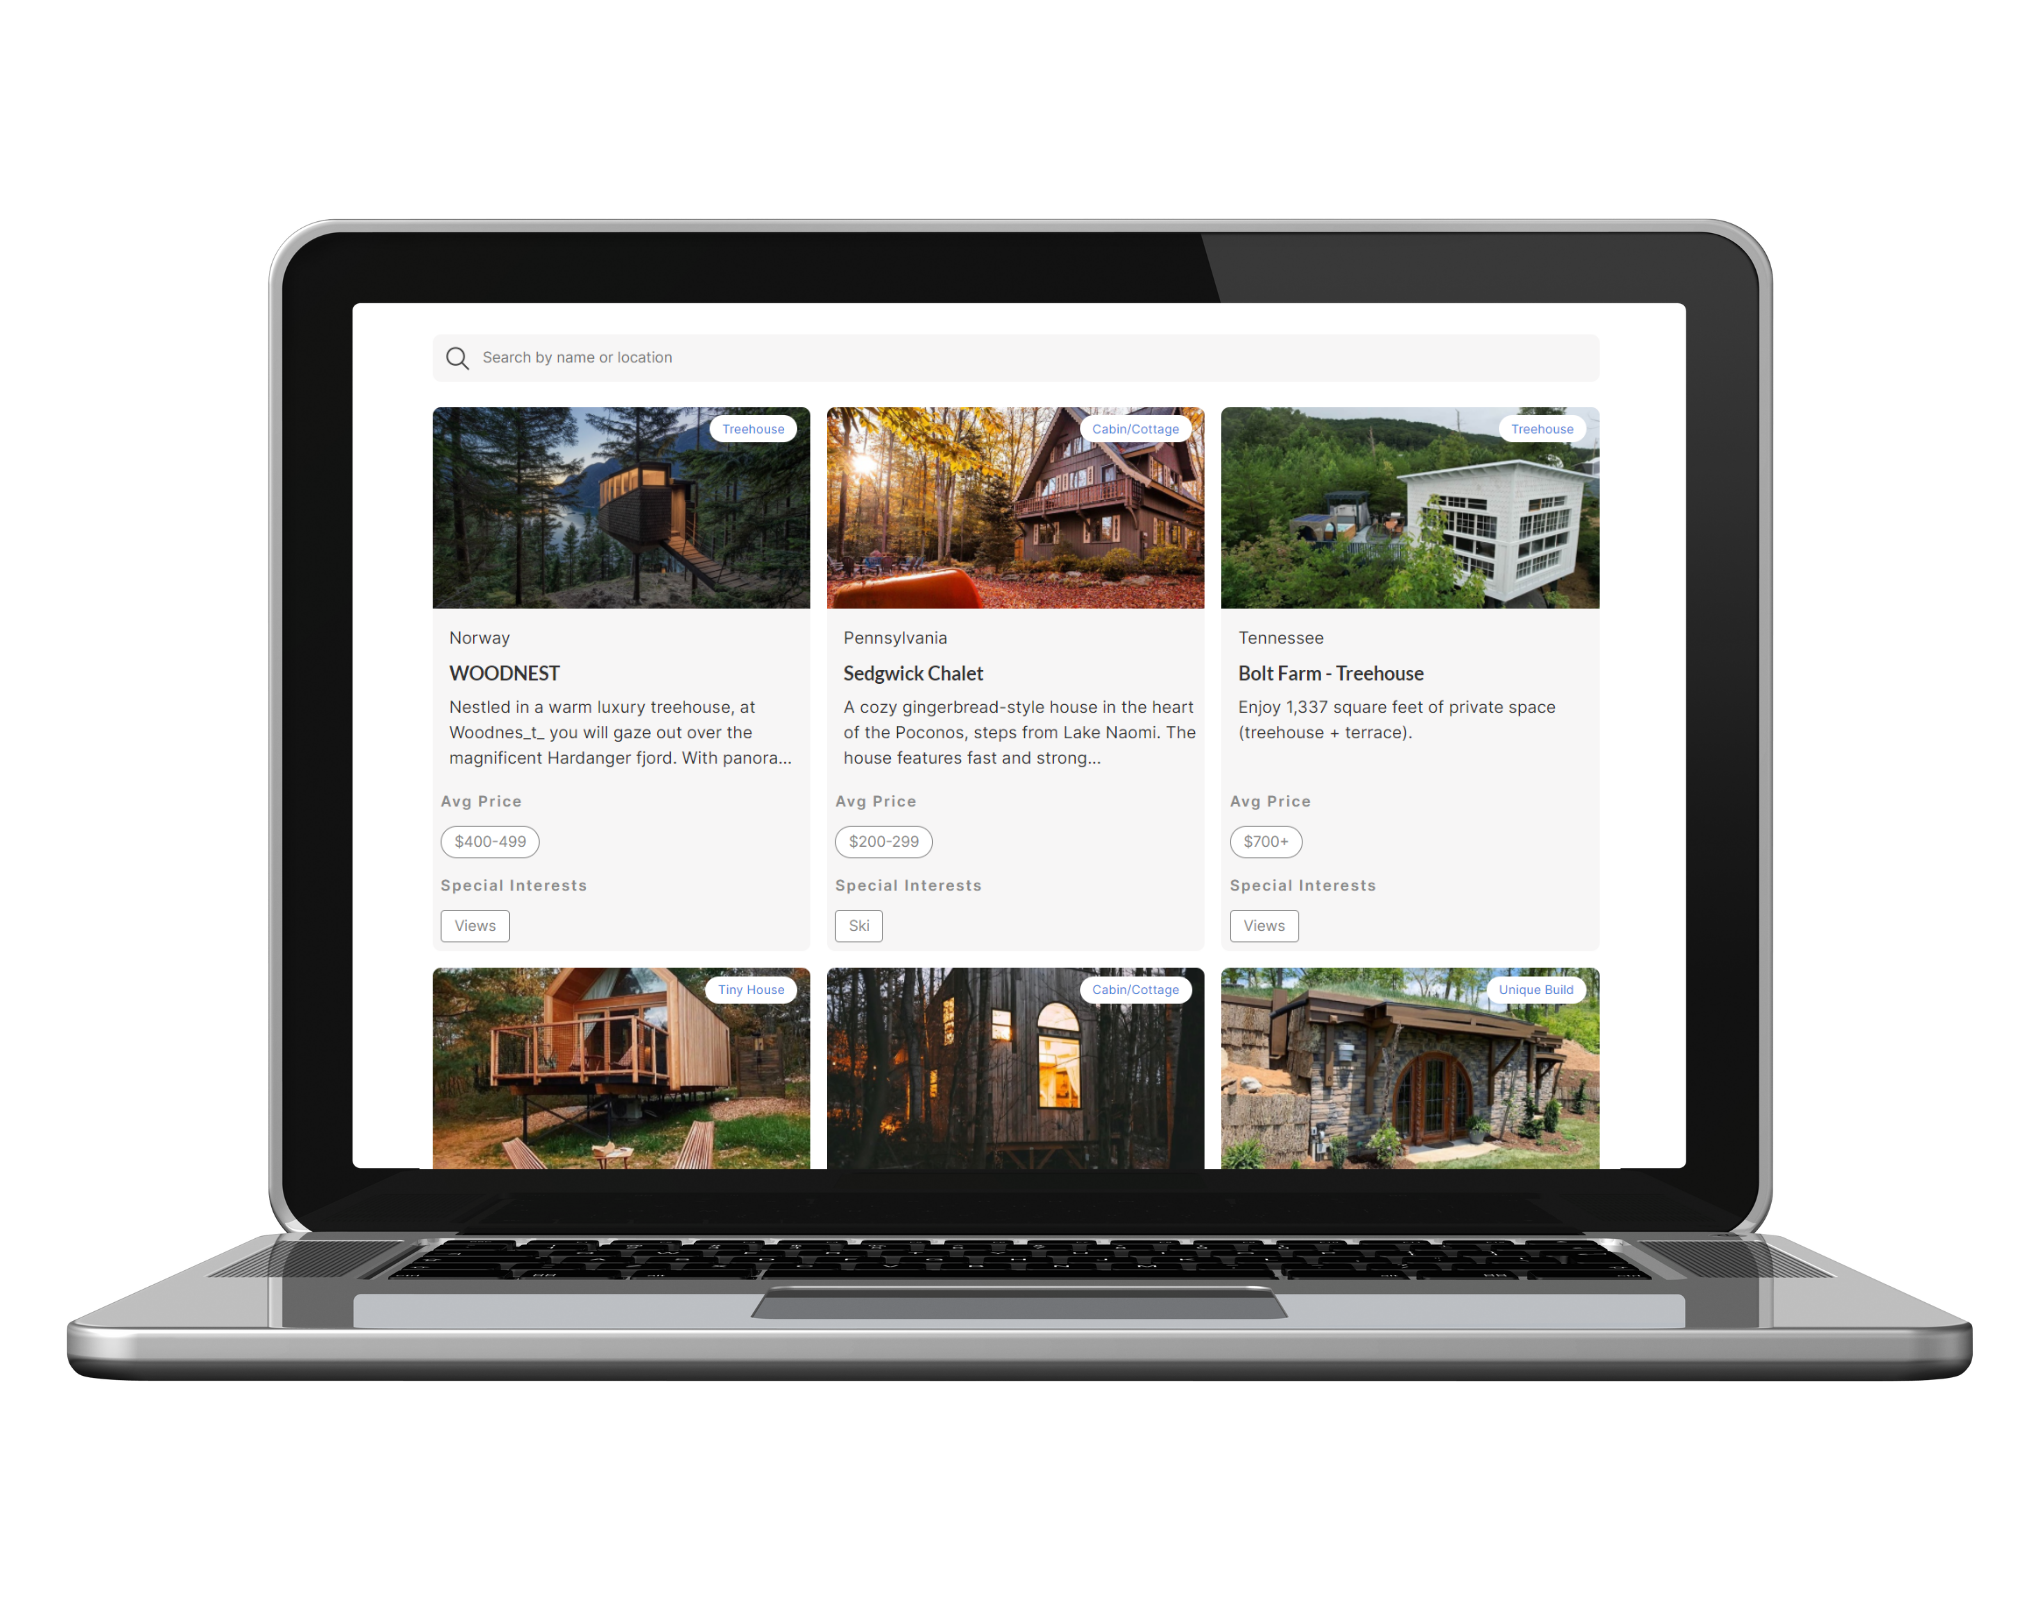 Search by name or location
Treehouse
Norway
WOODNEST
Nestled in a warm luxury treehouse, at
Woodnes_t_ you will gaze out over the
magnificent Hardanger fjord. With panora...
Avg Price
$400-499
Special Interests
Views
Cabin/Cottage
Pennsylvania
Sedgwick Chalet
A cozy gingerbread-style house in the heart
of the Poconos, steps from Lake Naomi. The
house features fast and strong...
Avg Price
$200-299
Special Interests
Ski
Treehouse
Tennessee
Bolt Farm - Treehouse
Enjoy 1,337 square feet of private space
(treehouse + terrace).
Avg Price
$700+
Special Interests
Views
Tiny House
Cabin/Cottage
Unique Build